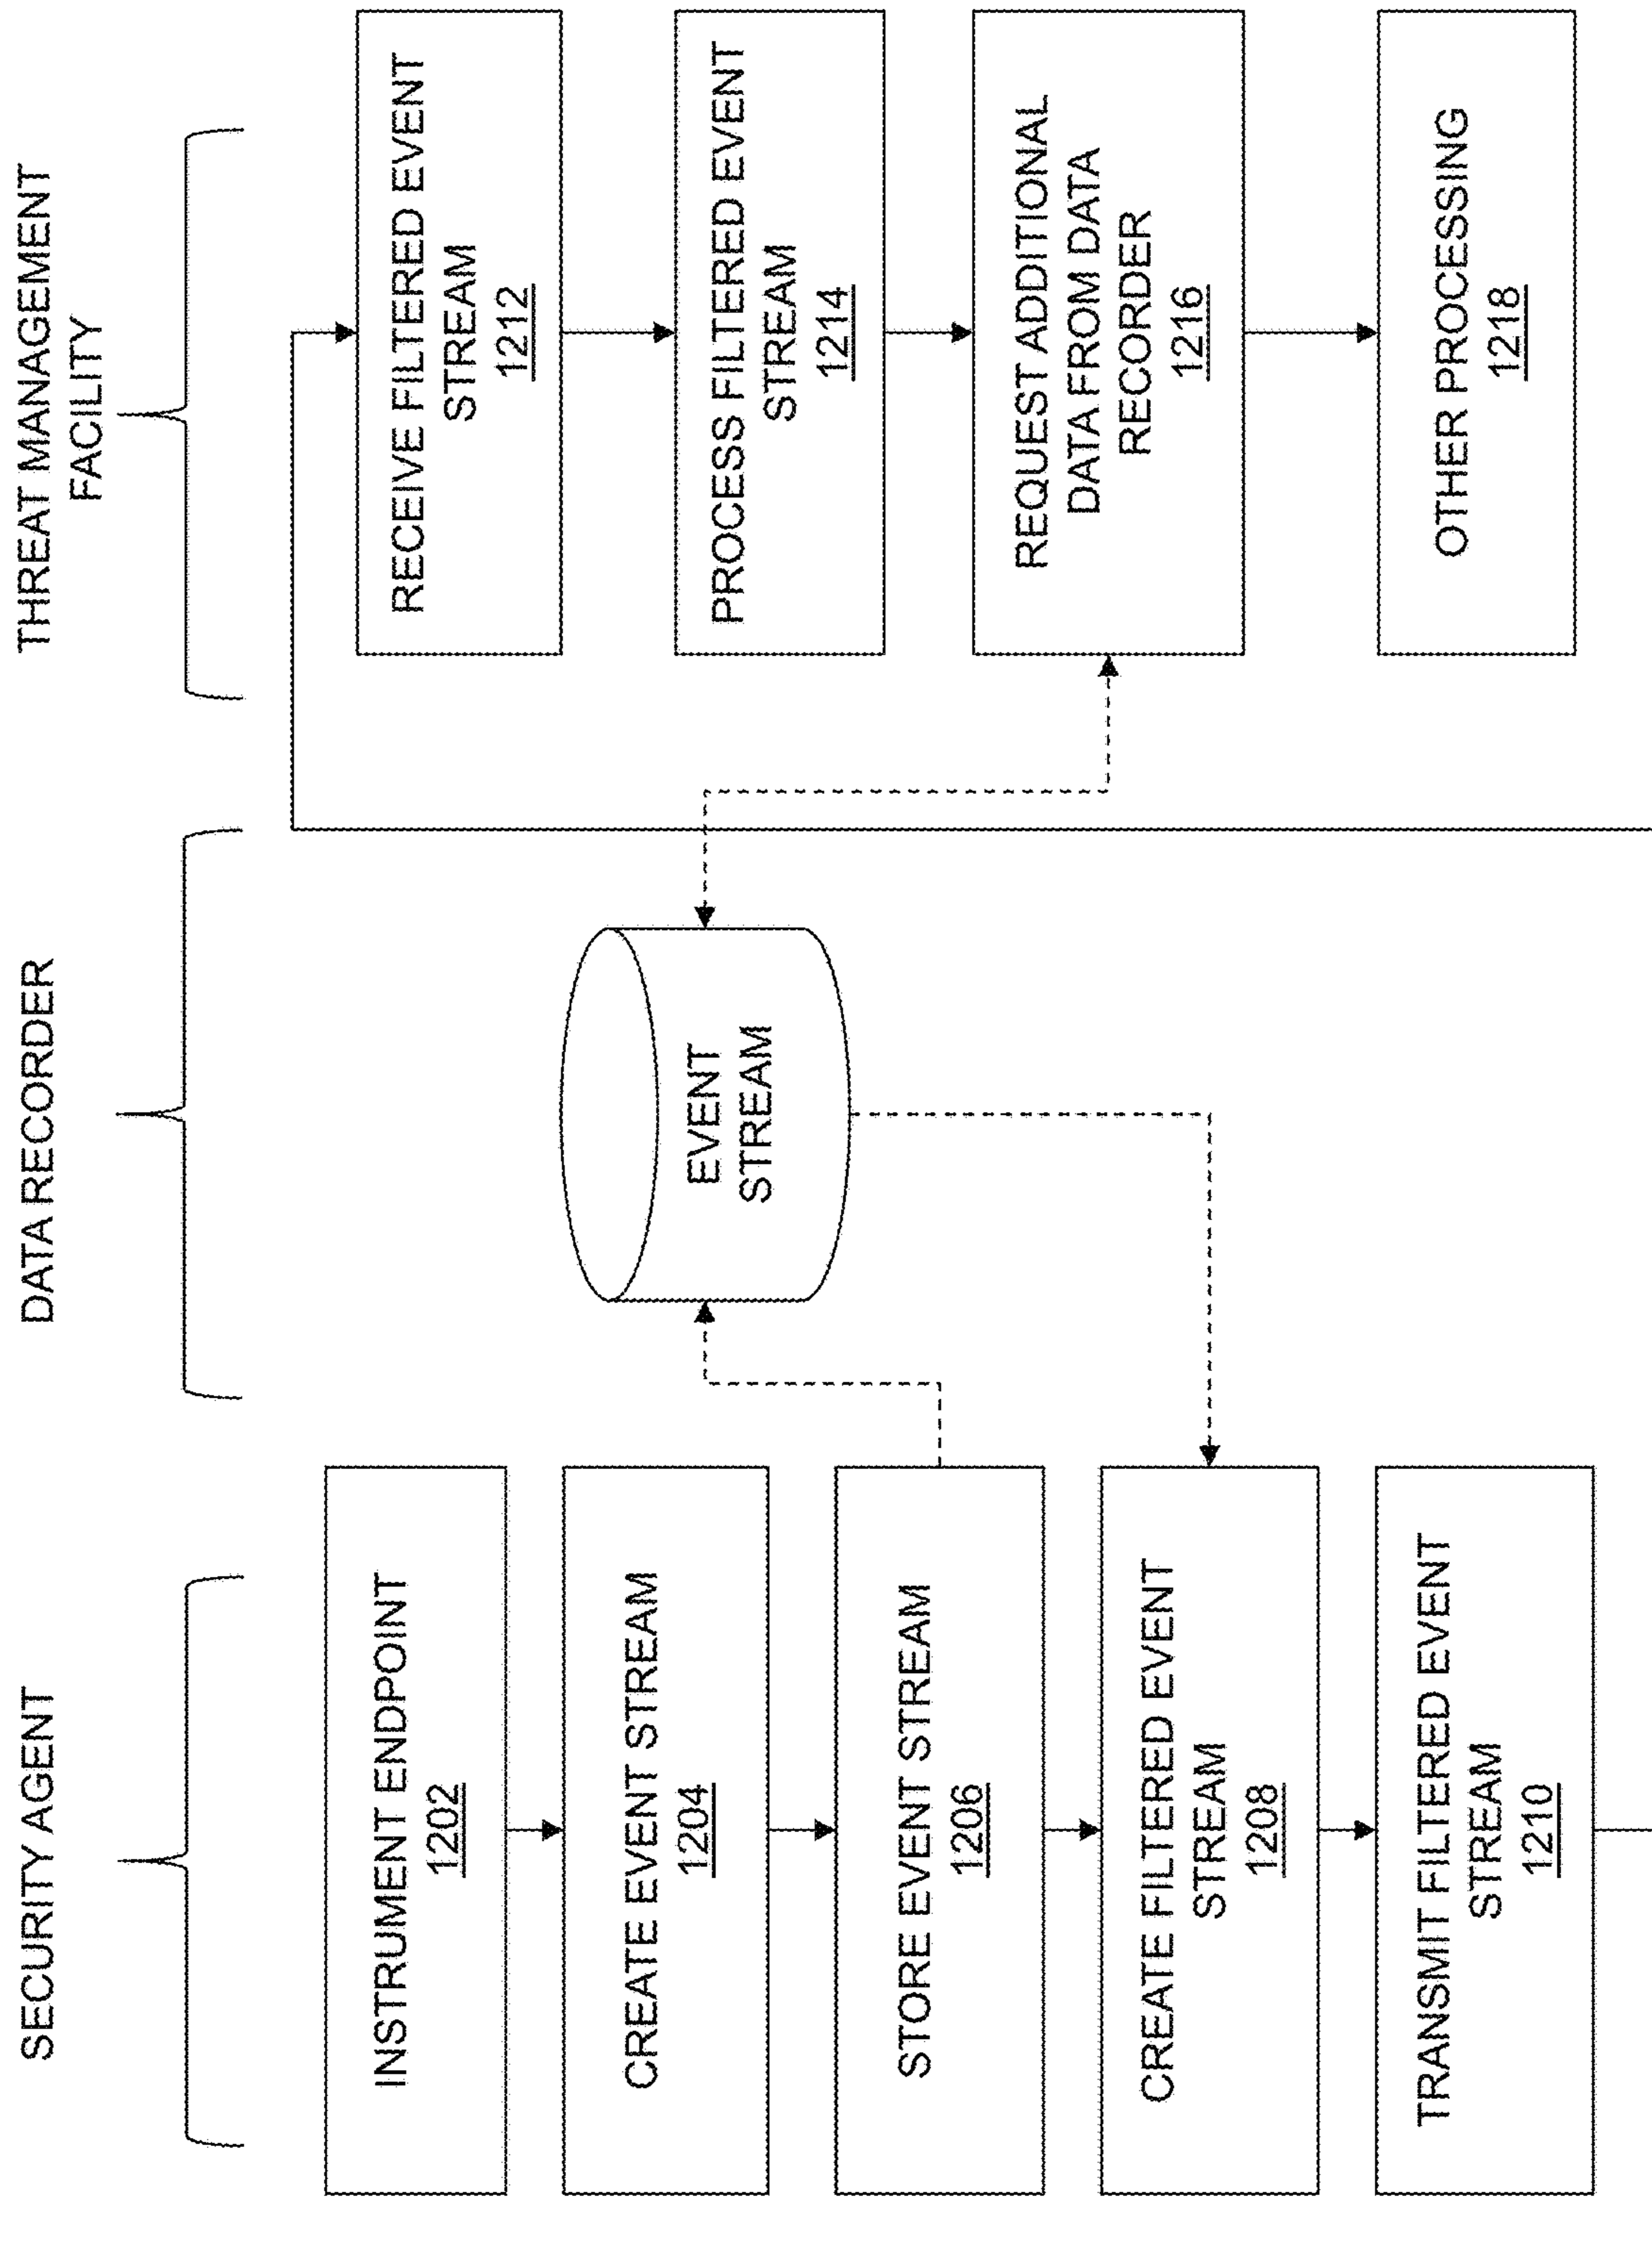 SECURITY AGENT
INSTRUMENT ENDPOINT
1202
CREATE EVENT STREAM
1204
STORE EVENT STREAM
1206
CREATE FILTERED EVENT
STREAM
1208
TRANSMIT FILTERED EVENT
STREAM
1210
DATA RECORDER
EVENT
STREAM
THREAT MANAGEMENT
FACILITY
RECEIVE FILTERED EVENT
STREAM
1212
PROCESS FILTERED EVENT
STREAM
1214
REQUEST ADDITIONAL
DATA FROM DATA
RECORDER
1216
OTHER PROCESSING
1218